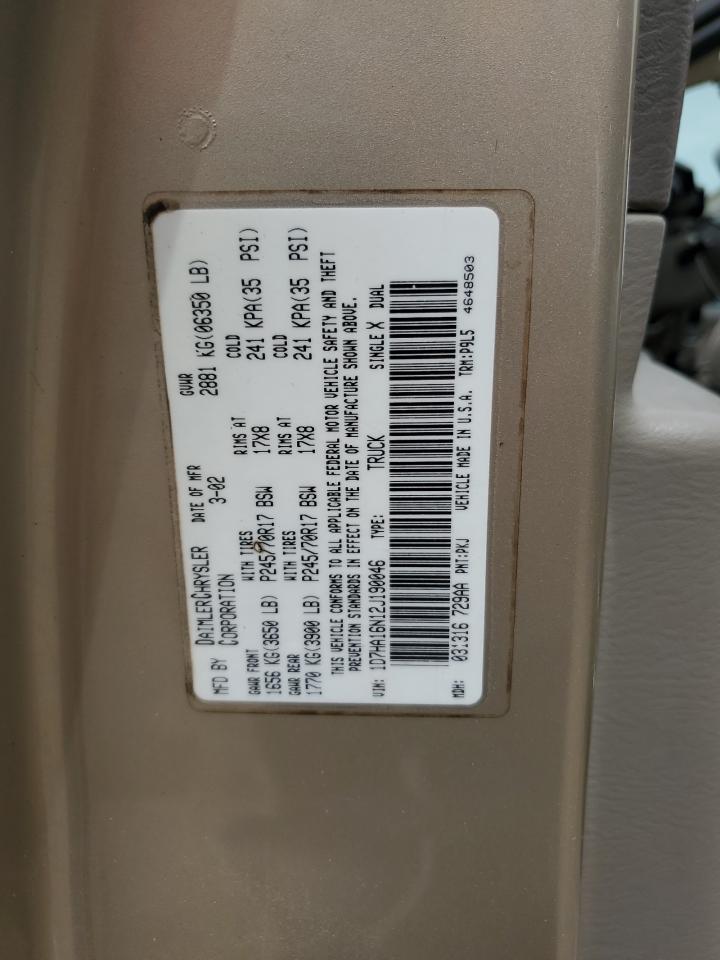 MFD BY DAIMLERCHRYSLER CORPORATION DATE OF MFR 3-02 GVWR 2881 KG(06350 LB)
GAWR FRONT WITH TIRES RIMS AT COLD
1656 KG(3650 LB) P245/70R17 BSW 17X8 241 KPA(35 PSI)
GAWR REAR WITH TIRES RIMS AT COLD
1770 KG(3900 LB) P245/70R17 BSW 17X8 241 KPA(35 PSI)
THIS VEHICLE CONFORMS TO ALL APPLICABLE FEDERAL MOTOR VEHICLE SAFETY AND THEFT
PREVENTION STANDARDS IN EFFECT ON THE DATE OF MANUFACTURE SHOWN ABOVE.
VIN: 1D7HA16N12J190046 TYPE: TRUCK SINGLE X DUAL
MDH: 031316 729AA PNT:PKJ VEHICLE MADE IN U.S.A. TRM:P9L5 4648503